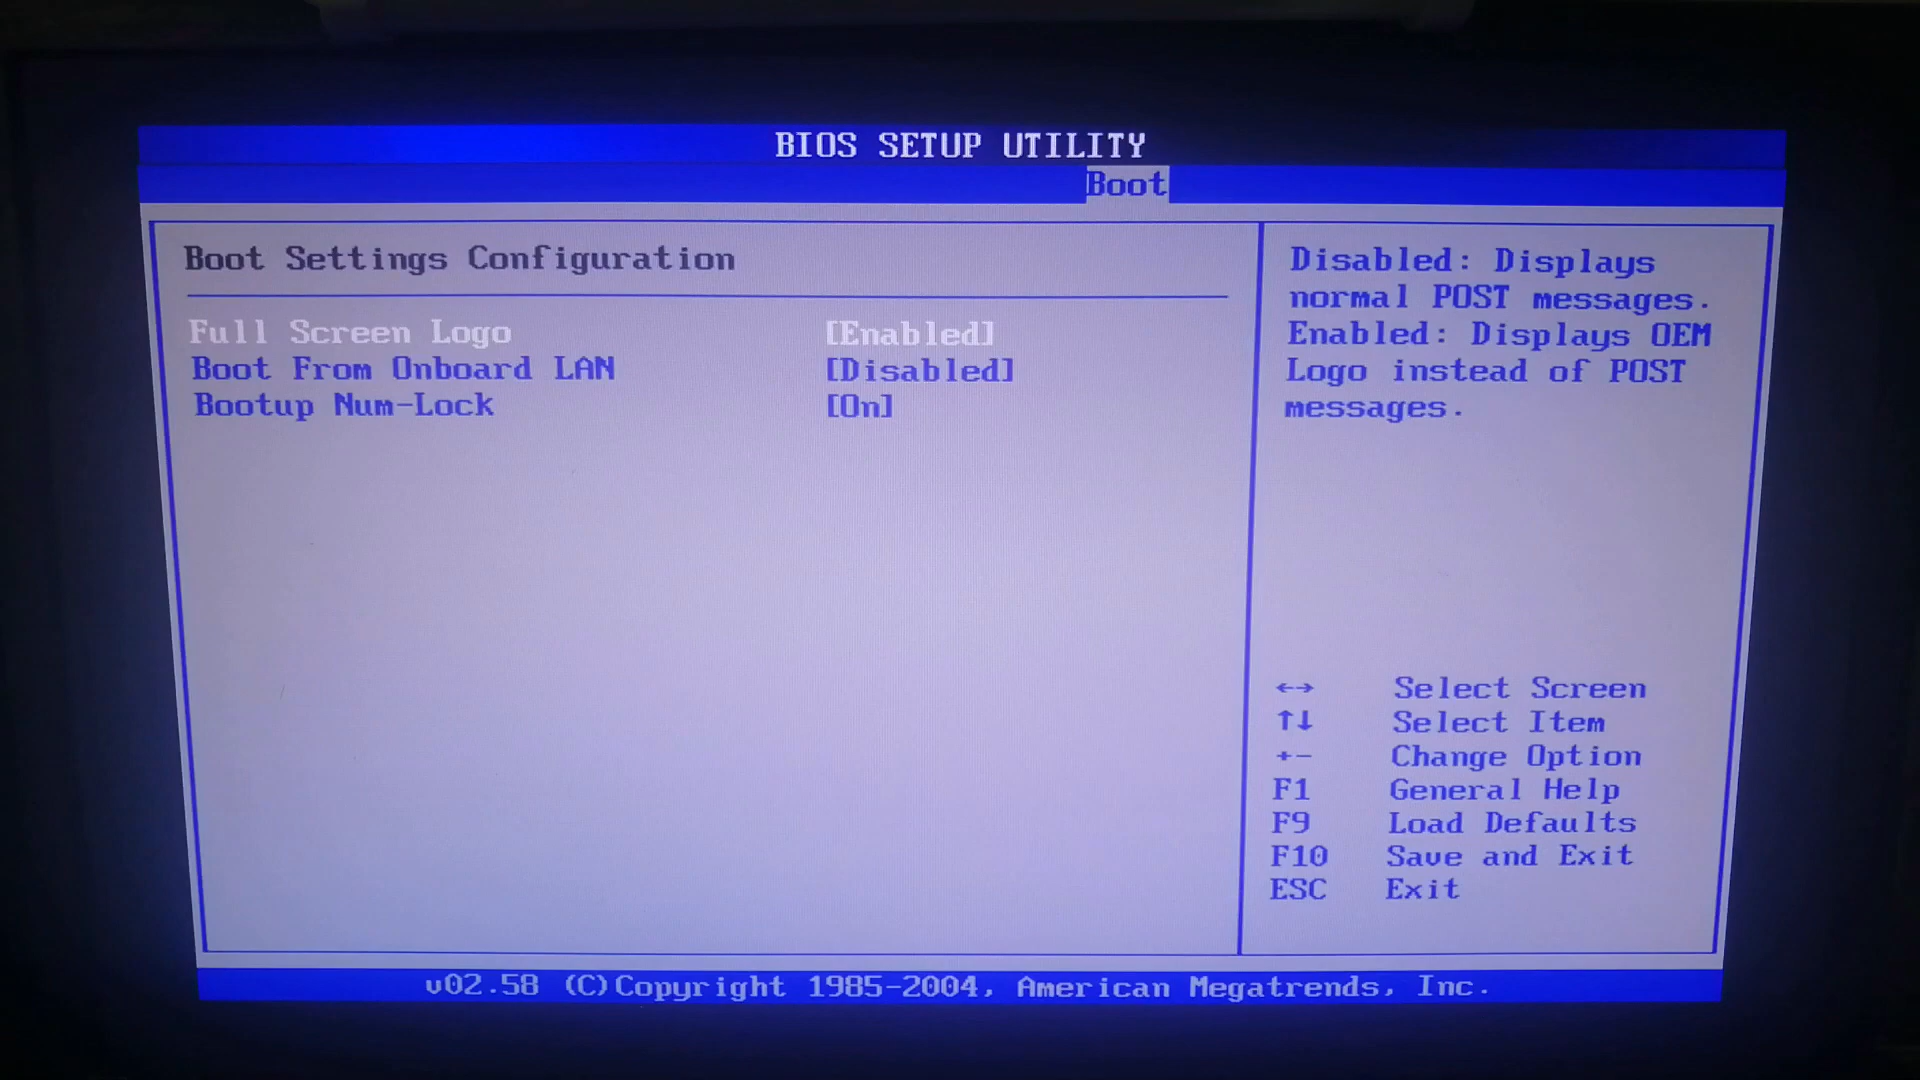 BIOS SETUP UTILITY
Boot
Boot Settings Configuration
Full Screen Logo [Enabled]
Boot From Onboard LAN [Disabled]
Bootup Num-Lock [On]
Disabled: Displays
normal POST messages.
Enabled: Displays OEM
Logo instead of POST
messages.
←→ Select Screen
↑↓ Select Item
+- Change Option
F1 General Help
F9 Load Defaults
F10 Save and Exit
ESC Exit
v02.58 (C)Copyright 1985-2004, American Megatrends, Inc.